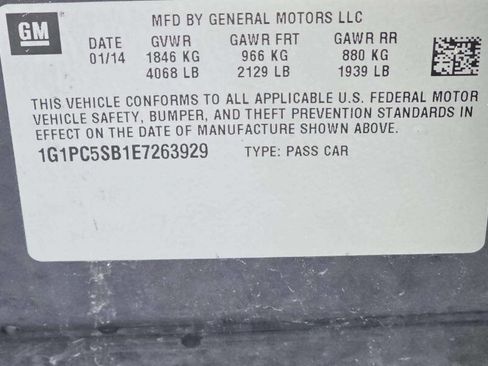 GM
MFD BY GENERAL MOTORS LLC
DATE GVWR GAWR FRT GAWR RR
01/14 1846 KG 966 KG 880 KG
4068 LB 2129 LB 1939 LB
THIS VEHICLE CONFORMS TO ALL APPLICABLE U.S. FEDERAL MOTOR
VEHICLE SAFETY, BUMPER, AND THEFT PREVENTION STANDARDS IN
EFFECT ON THE DATE OF MANUFACTURE SHOWN ABOVE.
1G1PC5SB1E7263929 TYPE: PASS CAR